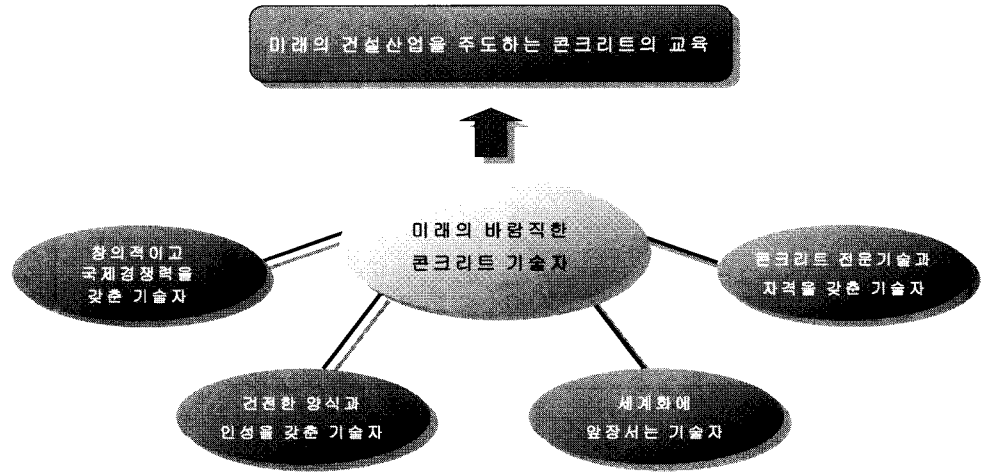 미래의 건설산업을 주도하는 콘크리트의 교육
미래의 바람직한
콘크리트 기술자
창의적이고
국제경쟁력을
갖춘 기술자
콘크리트 전문기술과
자격을 갖춘 기술자
건전한 양식과
인성을 갖춘 기술자
세계화에
앞장서는 기술자